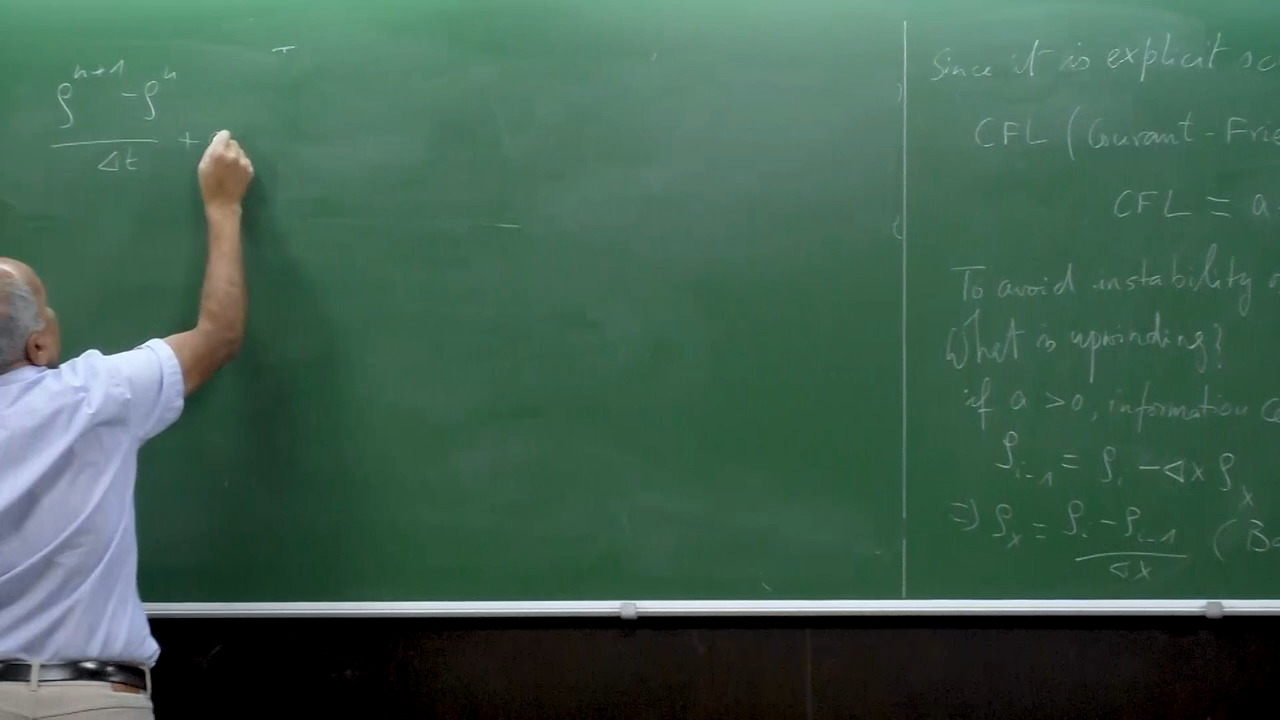 ρ^{n+1} - ρ^n
Δt
+
Since it is explicit sc
CFL (Courant-Frie
CFL = a
To avoid instability
What is upwinding?
if a > 0, information
ρ_{i-1} = ρ_i - Δx ρ_x
=> ρ_x = ρ_i - ρ_{i-1} (Ba
Δx